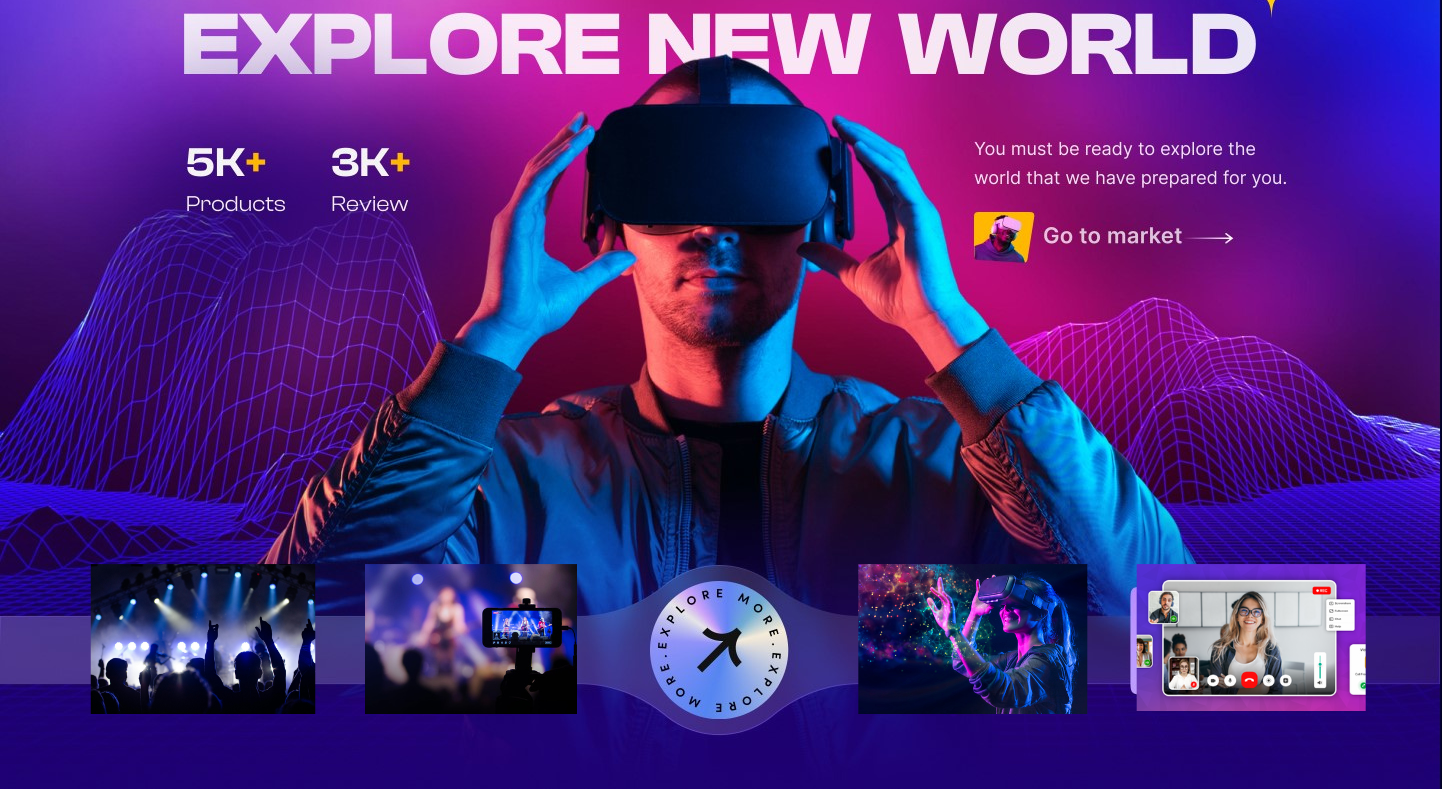 EXPLORE NEW WORLD
5K+
3K+
Products
Review
You must be ready to explore the
world that we have prepared for you.
Go to market
EXPLORE MORE · EXPLORE MORE ·
REC